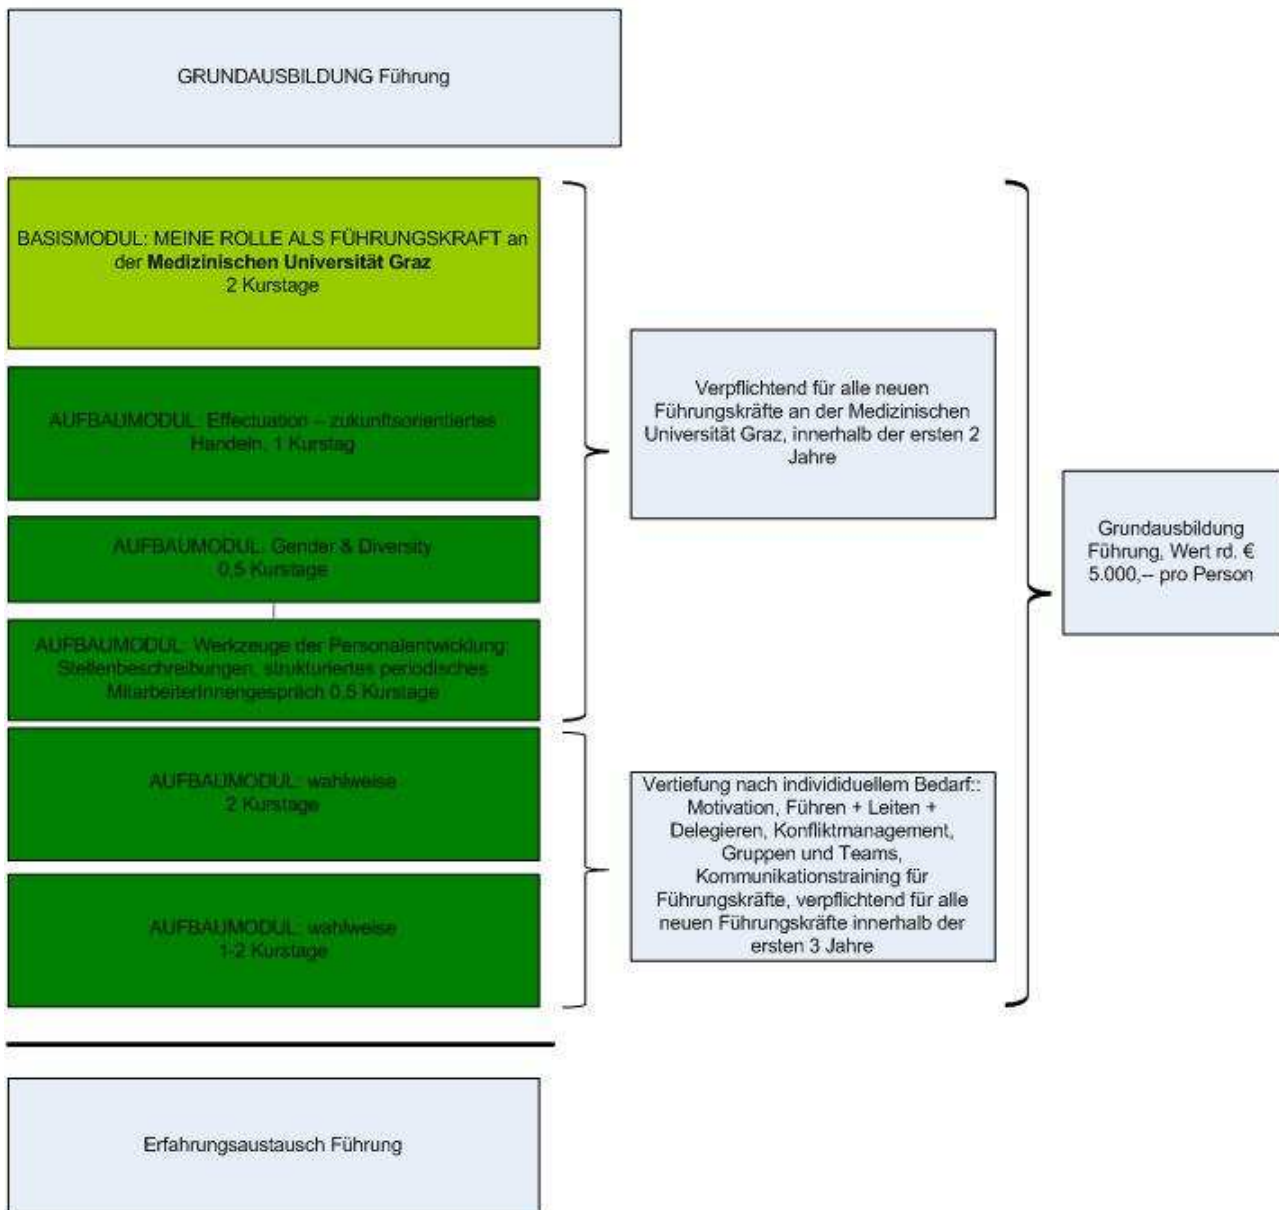 GRUNDAUSBILDUNG Führung
BASISMODUL: MEINE ROLLE ALS FÜHRUNGSKRAFT an
der Medizinischen Universität Graz
2 Kurstage
AUFBAUMODUL: Effectuation – zukunftsorientiertes
Handeln, 1 Kurstag
AUFBAUMODUL: Gender & Diversity
0,5 Kurstage
AUFBAUMODUL: Werkzeuge der Personalentwicklung:
Stellenbeschreibungen, strukturiertes periodisches
MitarbeiterInnengespräch 0,5 Kurstage
AUFBAUMODUL: wahlweise
2 Kurstage
AUFBAUMODUL: wahlweise
1-2 Kurstage
Verpflichtend für alle neuen
Führungskräfte an der Medizinischen
Universität Graz, innerhalb der ersten 2
Jahre
Vertiefung nach individiduellem Bedarf::
Motivation, Führen + Leiten +
Delegieren, Konfliktmanagement,
Gruppen und Teams,
Kommunikationstraining für
Führungskräfte, verpflichtend für alle
neuen Führungskräfte innerhalb der
ersten 3 Jahre
Grundausbildung
Führung, Wert rd. €
5.000,-- pro Person
Erfahrungsaustausch Führung